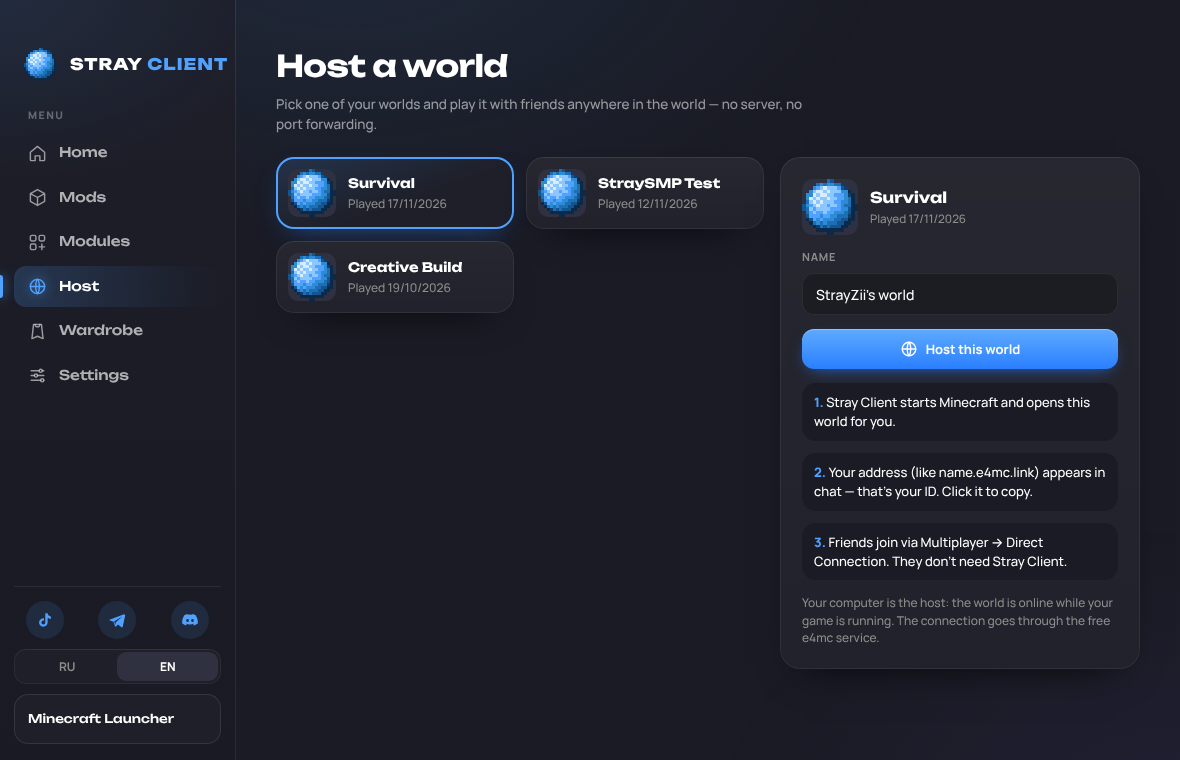 STRAY CLIENT
MENU
Home
Mods
Modules
Host
Wardrobe
Settings
RU
EN
Minecraft Launcher
Host a world
Pick one of your worlds and play it with friends anywhere in the world — no server, no
port forwarding.
Survival
Played 17/11/2026
StraySMP Test
Played 12/11/2026
Creative Build
Played 19/10/2026
Survival
Played 17/11/2026
NAME
StrayZii's world
Host this world
1. Stray Client starts Minecraft and opens this
world for you.
2. Your address (like name.e4mc.link) appears in
chat — that's your ID. Click it to copy.
3. Friends join via Multiplayer → Direct
Connection. They don't need Stray Client.
Your computer is the host: the world is online while your
game is running. The connection goes through the free
e4mc service.